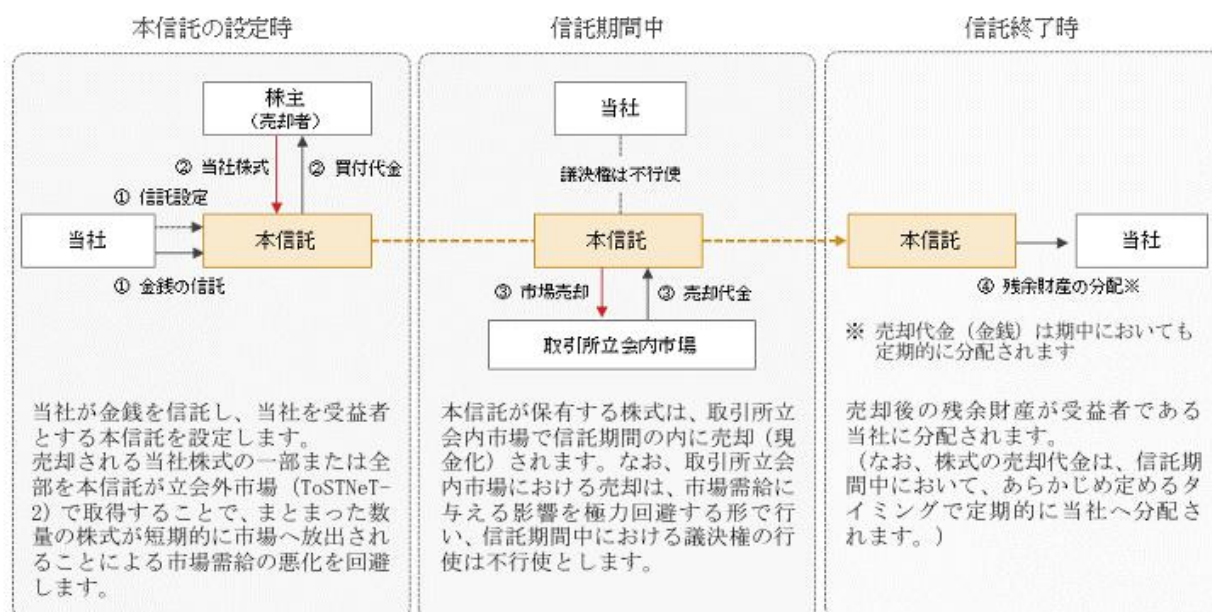 本信託の設定時
株主
（売却者）
② 当社株式
② 買付代金
① 信託設定
当社
本信託
① 金銭の信託
当社が金銭を信託し、当社を受益者
とする本信託を設定します。
売却される当社株式の一部または全
部を本信託が立会外市場（ToSTNeT-
2）で取得することで、まとまった数
量の株式が短期的に市場へ放出され
ることによる市場需給の悪化を回避
します。
信託期間中
当社
議決権は不行使
本信託
③ 市場売却
③ 売却代金
取引所立会内市場
本信託が保有する株式は、取引所立
会内市場で信託期間の内に売却（現
金化）されます。なお、取引所立会
内市場における売却は、市場需給に
与える影響を極力回避する形で行
い、信託期間中における議決権の行
使は不行使とします。
信託終了時
本信託
当社
④ 残余財産の分配※
※ 売却代金（金銭）は期中においても
定期的に分配されます
売却後の残余財産が受益者である
当社に分配されます。
（なお、株式の売却代金は、信託期
間中において、あらかじめ定めるタ
イミングで定期的に当社へ分配され
ます。）